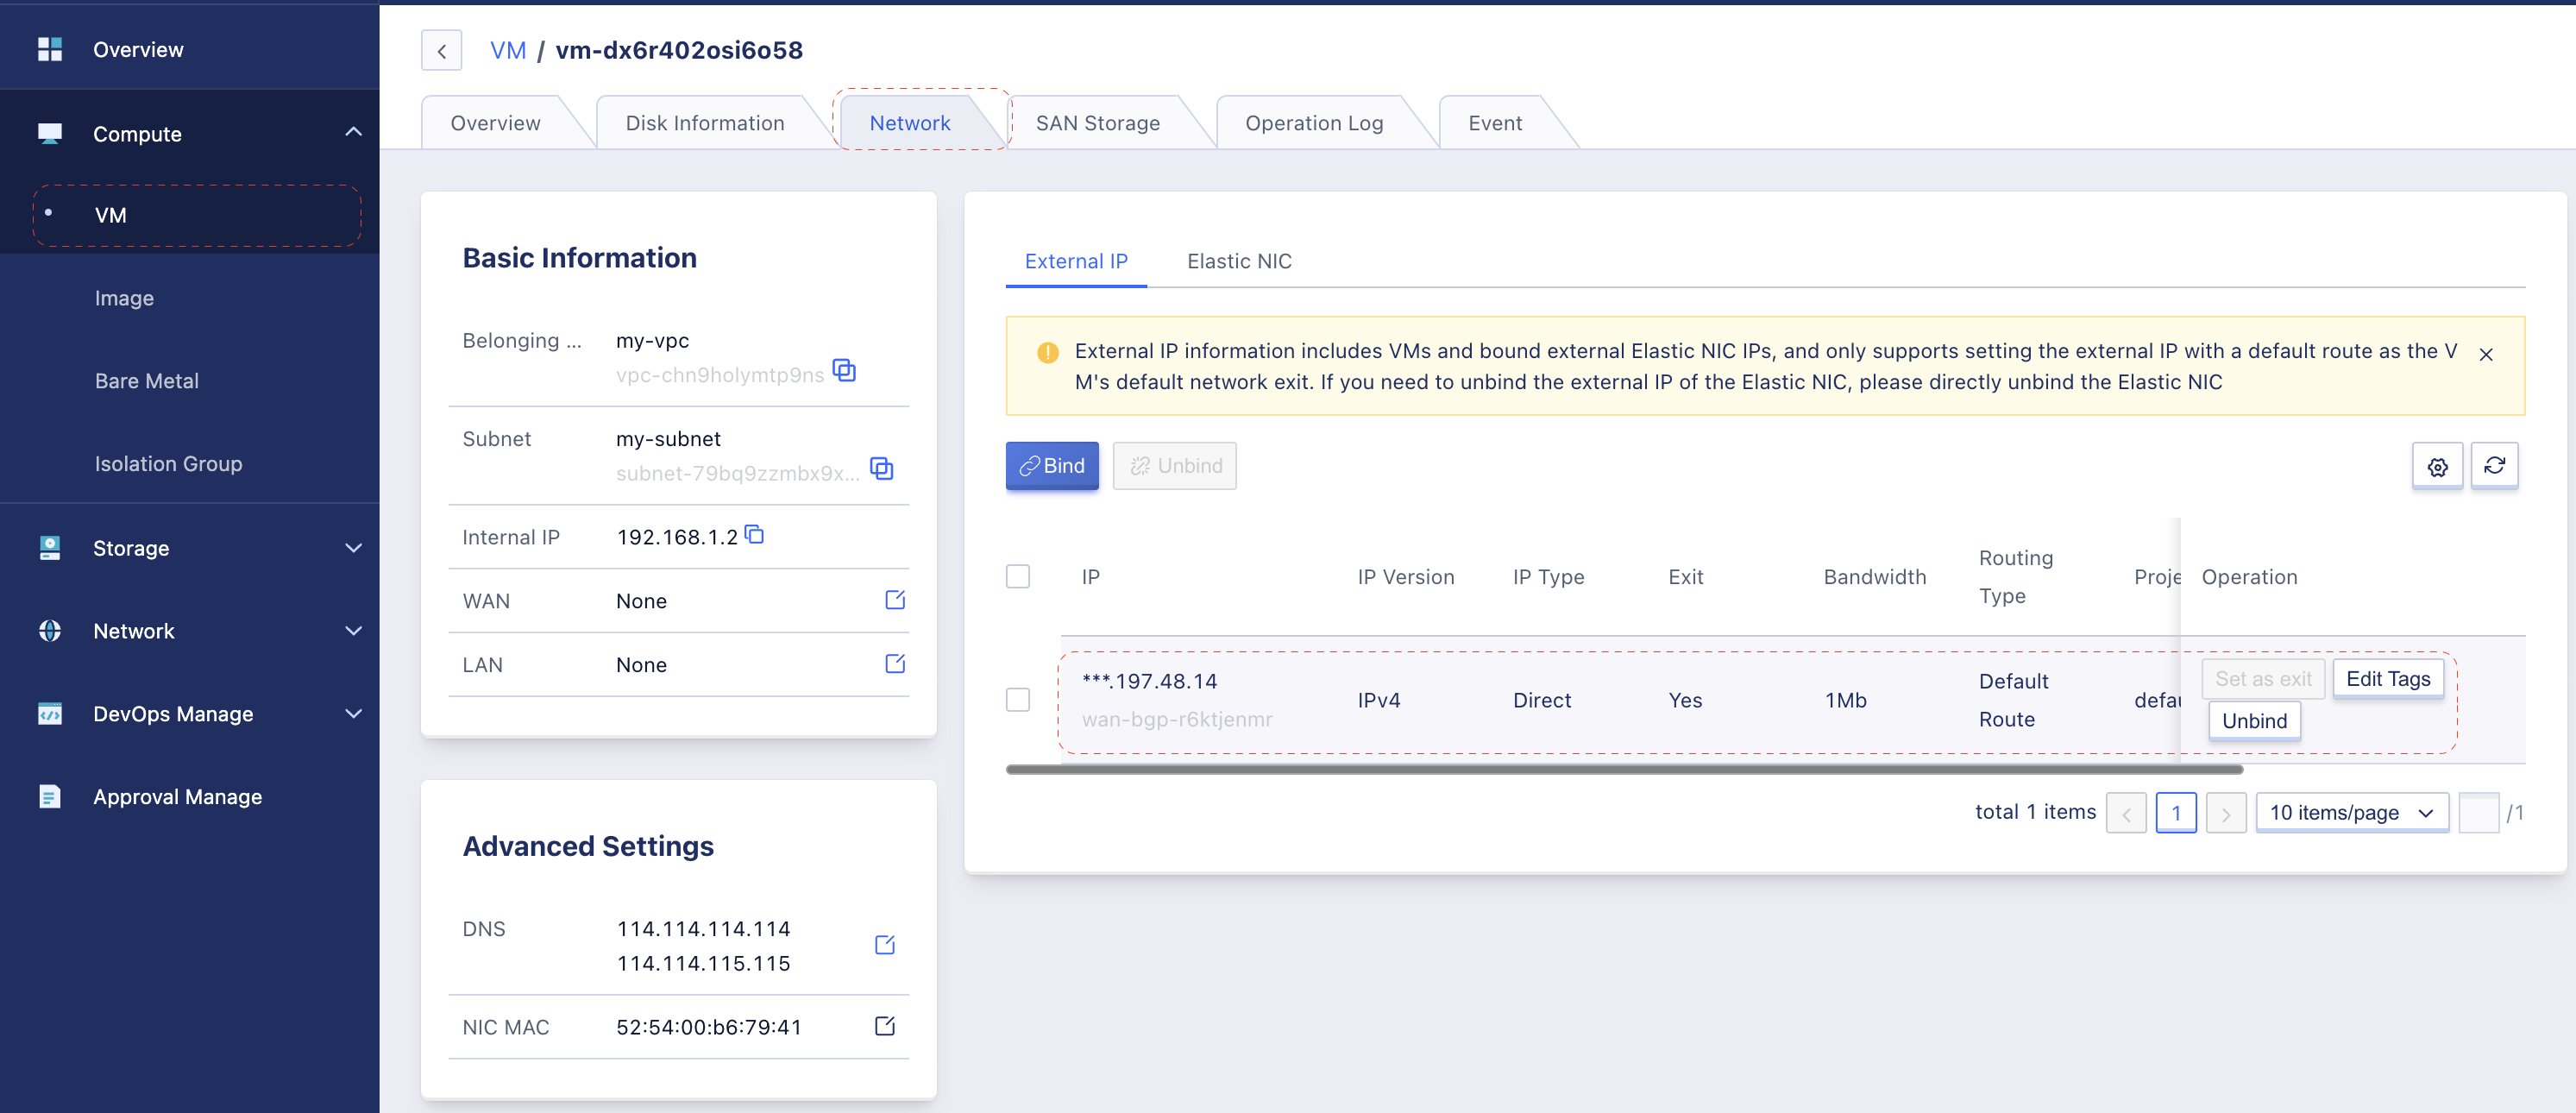 Overview
Compute
VM
Image
Bare Metal
Isolation Group
Storage
Network
DevOps Manage
Approval Manage
VM / vm-dx6r402osi6o58
Overview
Disk Information
Network
SAN Storage
Operation Log
Event
Basic Information
Belonging ...
my-vpc
vpc-chn9holymtp9ns
Subnet
my-subnet
subnet-79bq9zzmbx9x...
Internal IP
192.168.1.2
WAN
None
LAN
None
Advanced Settings
DNS
114.114.114.114
114.114.115.115
NIC MAC
52:54:00:b6:79:41
External IP
Elastic NIC
External IP information includes VMs and bound external Elastic NIC IPs, and only supports setting the external IP with a default route as the V
M's default network exit. If you need to unbind the external IP of the Elastic NIC, please directly unbind the Elastic NIC
Bind
Unbind
IP
IP Version
IP Type
Exit
Bandwidth
Routing
Type
Proje
Operation
***.197.48.14
wan-bgp-r6ktjenmr
IPv4
Direct
Yes
1Mb
Default
Route
defau
Set as exit
Edit Tags
Unbind
total 1 items
1
10 items/page
/1